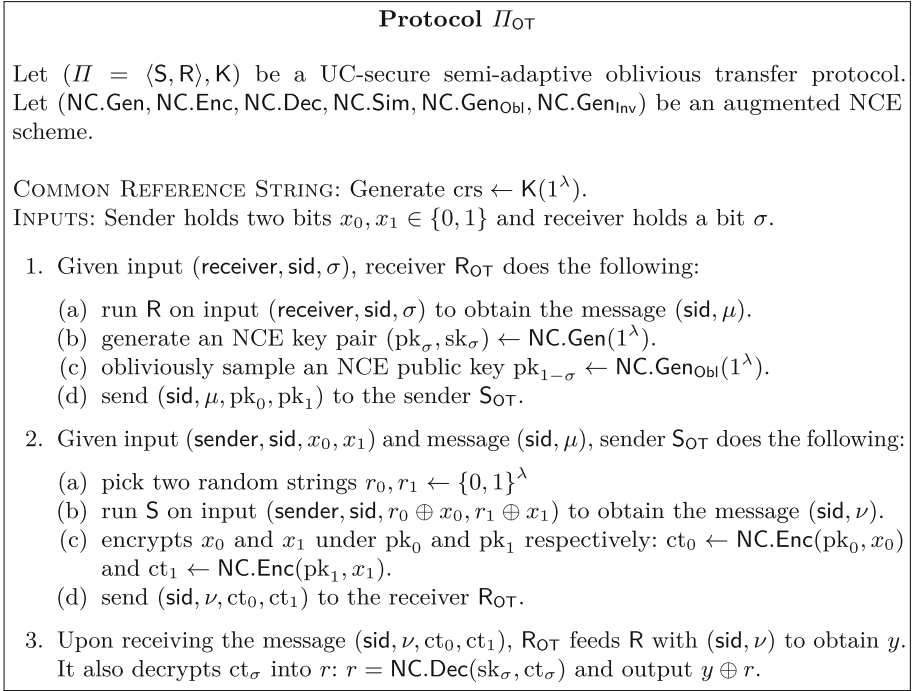 Protocol Π_OT
Let (Π = ⟨S, R⟩, K) be a UC-secure semi-adaptive oblivious transfer protocol.
Let (NC.Gen, NC.Enc, NC.Dec, NC.Sim, NC.Gen_Obl, NC.Gen_Inv) be an augmented NCE
scheme.
COMMON REFERENCE STRING: Generate crs ← K(1^λ).
INPUTS: Sender holds two bits x_0, x_1 ∈ {0, 1} and receiver holds a bit σ.
1. Given input (receiver, sid, σ), receiver R_OT does the following:
(a) run R on input (receiver, sid, σ) to obtain the message (sid, μ).
(b) generate an NCE key pair (pk_σ, sk_σ) ← NC.Gen(1^λ).
(c) obliviously sample an NCE public key pk_{1−σ} ← NC.Gen_Obl(1^λ).
(d) send (sid, μ, pk_0, pk_1) to the sender S_OT.
2. Given input (sender, sid, x_0, x_1) and message (sid, μ), sender S_OT does the following:
(a) pick two random strings r_0, r_1 ← {0, 1}^λ
(b) run S on input (sender, sid, r_0 ⊕ x_0, r_1 ⊕ x_1) to obtain the message (sid, ν).
(c) encrypts x_0 and x_1 under pk_0 and pk_1 respectively: ct_0 ← NC.Enc(pk_0, x_0)
and ct_1 ← NC.Enc(pk_1, x_1).
(d) send (sid, ν, ct_0, ct_1) to the receiver R_OT.
3. Upon receiving the message (sid, ν, ct_0, ct_1), R_OT feeds R with (sid, ν) to obtain y.
It also decrypts ct_σ into r: r = NC.Dec(sk_σ, ct_σ) and output y ⊕ r.